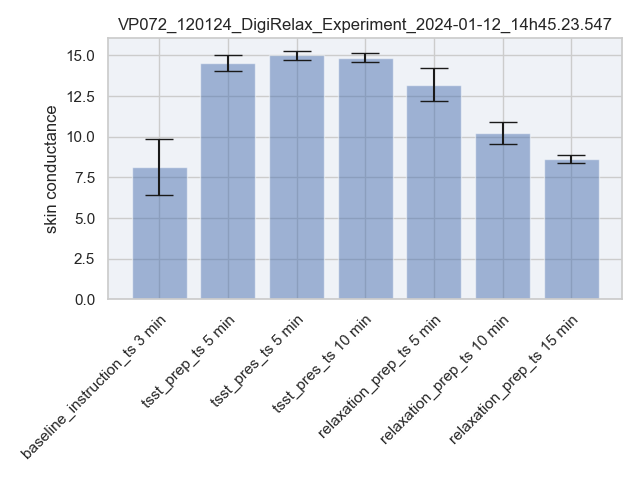 VP072_120124_DigiRelax_Experiment_2024-01-12_14h45.23.547
skin conductance
15.0
12.5
10.0
7.5
5.0
2.5
0.0
baseline_instruction_ts 3 min
tsst_prep_ts 5 min
tsst_pres_ts 5 min
tsst_pres_ts 10 min
relaxation_prep_ts 5 min
relaxation_prep_ts 10 min
relaxation_prep_ts 15 min